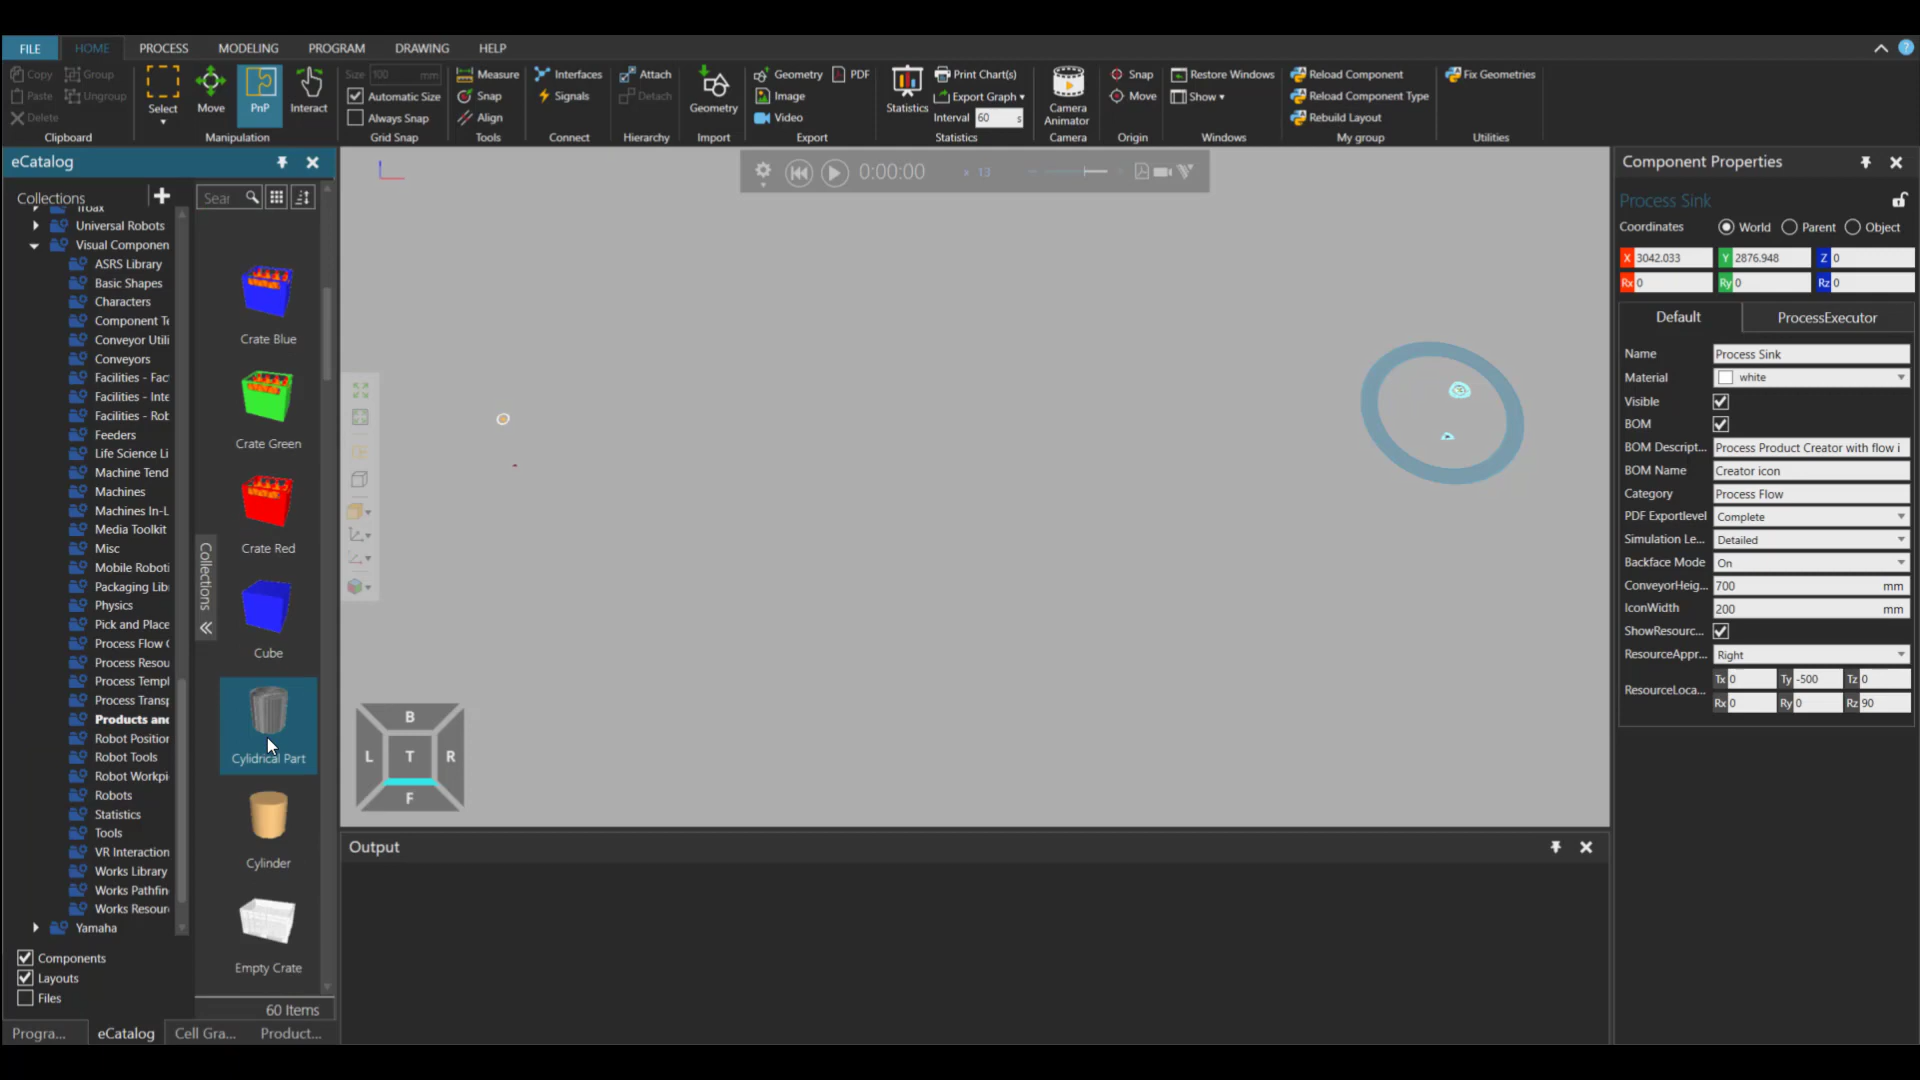 FILE
HOME
PROCESS
MODELING
PROGRAM
DRAWING
HELP
Copy
Group
Paste
Ungroup
Delete
Clipboard
Select
Move
PnP
Interact
Manipulation
Size 100 mm
Automatic Size
Always Snap
Grid Snap
Measure
Snap
Align
Tools
Interfaces
Signals
Connect
Attach
Detach
Hierarchy
Geometry
Import
Geometry
PDF
Image
Video
Export
Statistics
Print Chart(s)
Export Graph
Interval 60 s
Statistics
Camera
Animator
Camera
Snap
Move
Origin
Restore Windows
Show
Windows
Reload Component
Reload Component Type
Rebuild Layout
My group
Fix Geometries
Utilities
eCatalog
Collections
Sear
Troax
Universal Robots
Visual Componen
ASRS Library
Basic Shapes
Characters
Component Te
Conveyor Utili
Conveyors
Facilities - Fac
Facilities - Inte
Facilities - Rob
Feeders
Life Science Li
Machine Tend
Machines
Machines In-L
Media Toolkit
Misc
Mobile Roboti
Packaging Lib
Physics
Pick and Place
Process Flow
Process Resou
Process Templ
Process Transp
Products and
Robot Position
Robot Tools
Robot Workpi
Robots
Statistics
Tools
VR Interaction
Works Library
Works Pathfin
Works Resour
Yamaha
Components
Layouts
Files
Collections
Crate Blue
Crate Green
Crate Red
Cube
Cylidrical Part
Cylinder
Empty Crate
60 Items
Progra...
eCatalog
Cell Gra...
Product...
0:00:00
x 13
B
L T R
F
Output
Component Properties
Process Sink
Coordinates World Parent Object
X 3042.033 Y 2876.948 Z 0
Rx 0 Ry 0 Rz 0
Default
ProcessExecutor
Name Process Sink
Material white
Visible
BOM
BOM Descript... Process Product Creator with flow i
BOM Name Creator icon
Category Process Flow
PDF Exportlevel Complete
Simulation Le... Detailed
Backface Mode On
ConveyorHeig... 700 mm
IconWidth 200 mm
ShowResourc...
ResourceAppr... Right
ResourceLoca...
Tx 0 Ty -500 Tz 0
Rx 0 Ry 0 Rz 90